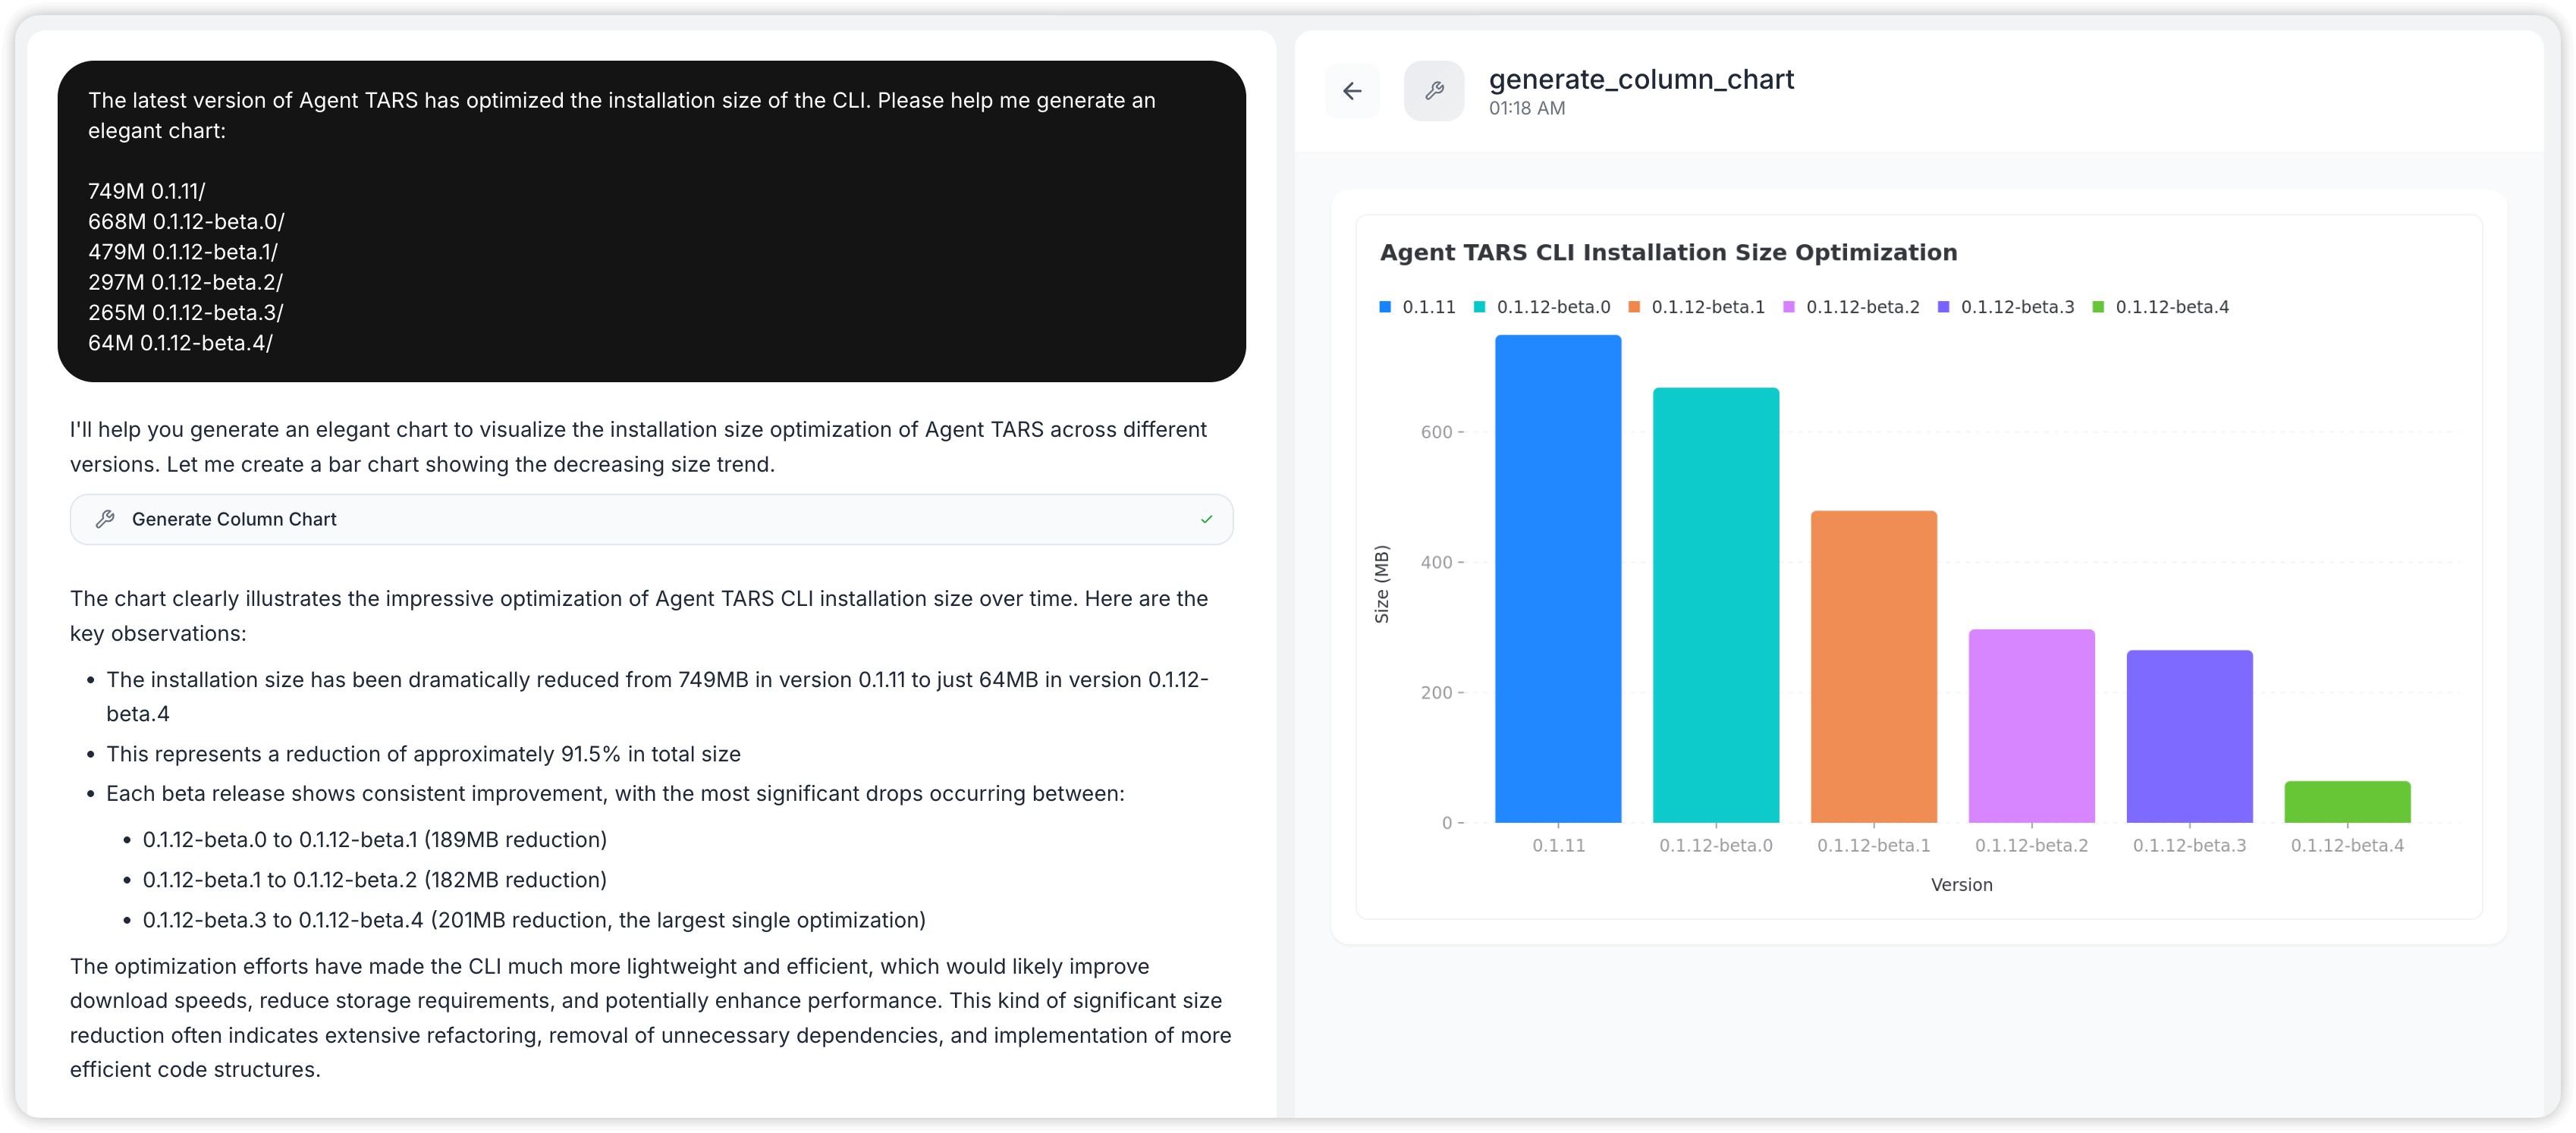 The latest version of Agent TARS has optimized the installation size of the CLI. Please help me generate an
elegant chart:
749M 0.1.11/
668M 0.1.12-beta.0/
479M 0.1.12-beta.1/
297M 0.1.12-beta.2/
265M 0.1.12-beta.3/
64M 0.1.12-beta.4/
I'll help you generate an elegant chart to visualize the installation size optimization of Agent TARS across different
versions. Let me create a bar chart showing the decreasing size trend.
Generate Column Chart
The chart clearly illustrates the impressive optimization of Agent TARS CLI installation size over time. Here are the
key observations:
• The installation size has been dramatically reduced from 749MB in version 0.1.11 to just 64MB in version 0.1.12-
beta.4
• This represents a reduction of approximately 91.5% in total size
• Each beta release shows consistent improvement, with the most significant drops occurring between:
• 0.1.12-beta.0 to 0.1.12-beta.1 (189MB reduction)
• 0.1.12-beta.1 to 0.1.12-beta.2 (182MB reduction)
• 0.1.12-beta.3 to 0.1.12-beta.4 (201MB reduction, the largest single optimization)
The optimization efforts have made the CLI much more lightweight and efficient, which would likely improve
download speeds, reduce storage requirements, and potentially enhance performance. This kind of significant size
reduction often indicates extensive refactoring, removal of unnecessary dependencies, and implementation of more
efficient code structures.
generate_column_chart
01:18 AM
Agent TARS CLI Installation Size Optimization
0.1.11 0.1.12-beta.0 0.1.12-beta.1 0.1.12-beta.2 0.1.12-beta.3 0.1.12-beta.4
600
400
200
0
Size (MB)
0.1.11 0.1.12-beta.0 0.1.12-beta.1 0.1.12-beta.2 0.1.12-beta.3 0.1.12-beta.4
Version